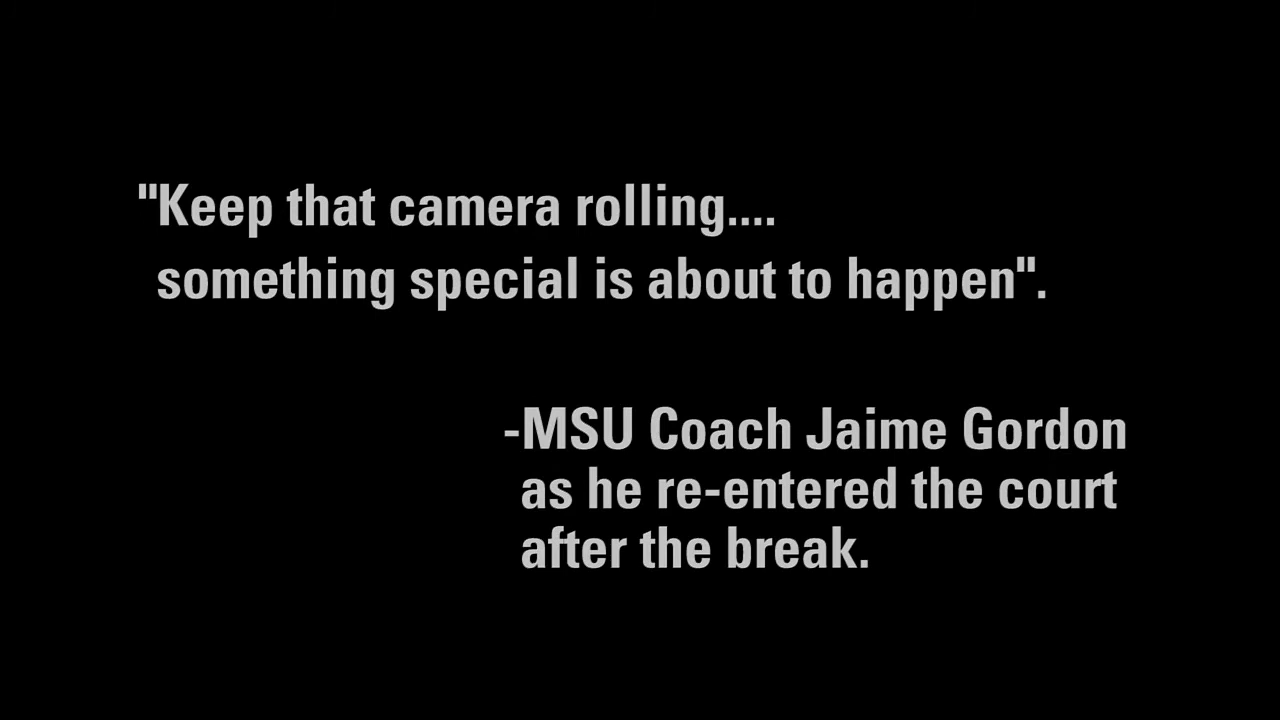 "Keep that camera rolling....
something special is about to happen".
-MSU Coach Jaime Gordon
as he re-entered the court
after the break.